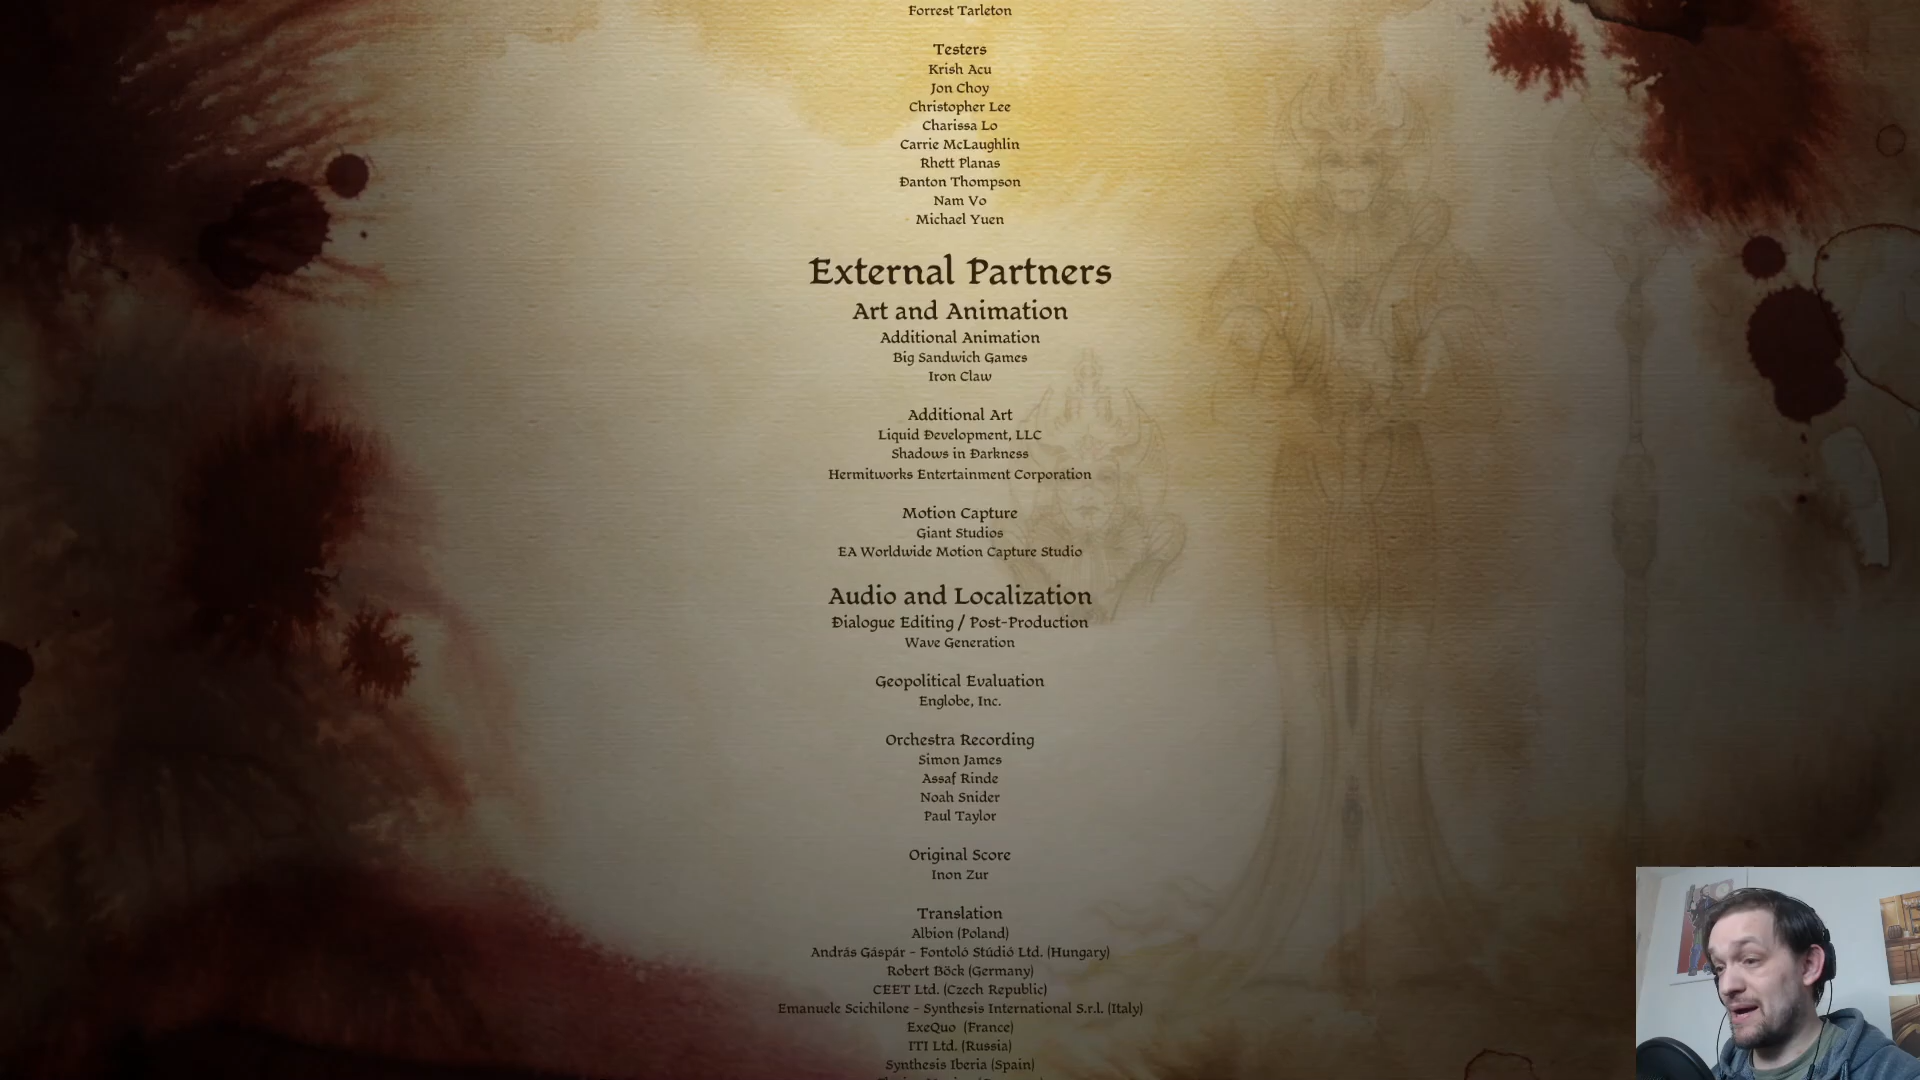 Forrest Tarleton
Testers
Krish Acu
Jon Choy
Christopher Lee
Charissa Lo
Carrie McLaughlin
Rhett Planas
Danton Thompson
Nam Vo
Michael Yuen
External Partners
Art and Animation
Additional Animation
Big Sandwich Games
Iron Claw
Additional Art
Liquid Development, LLC
Shadows in Darkness
Hermitworks Entertainment Corporation
Motion Capture
Giant Studios
EA Worldwide Motion Capture Studio
Audio and Localization
Dialogue Editing / Post-Production
Wave Generation
Geopolitical Evaluation
Englobe, Inc.
Orchestra Recording
Simon James
Assaf Rinde
Noah Snider
Paul Taylor
Original Score
Inon Zur
Translation
Albion (Poland)
András Gáspár - Fontoló Stúdió Ltd. (Hungary)
Robert Böck (Germany)
CEET Ltd. (Czech Republic)
Emanuele Scichilone - Synthesis International S.r.l. (Italy)
ExeQuo (France)
ITI Ltd. (Russia)
Synthesis Iberia (Spain)